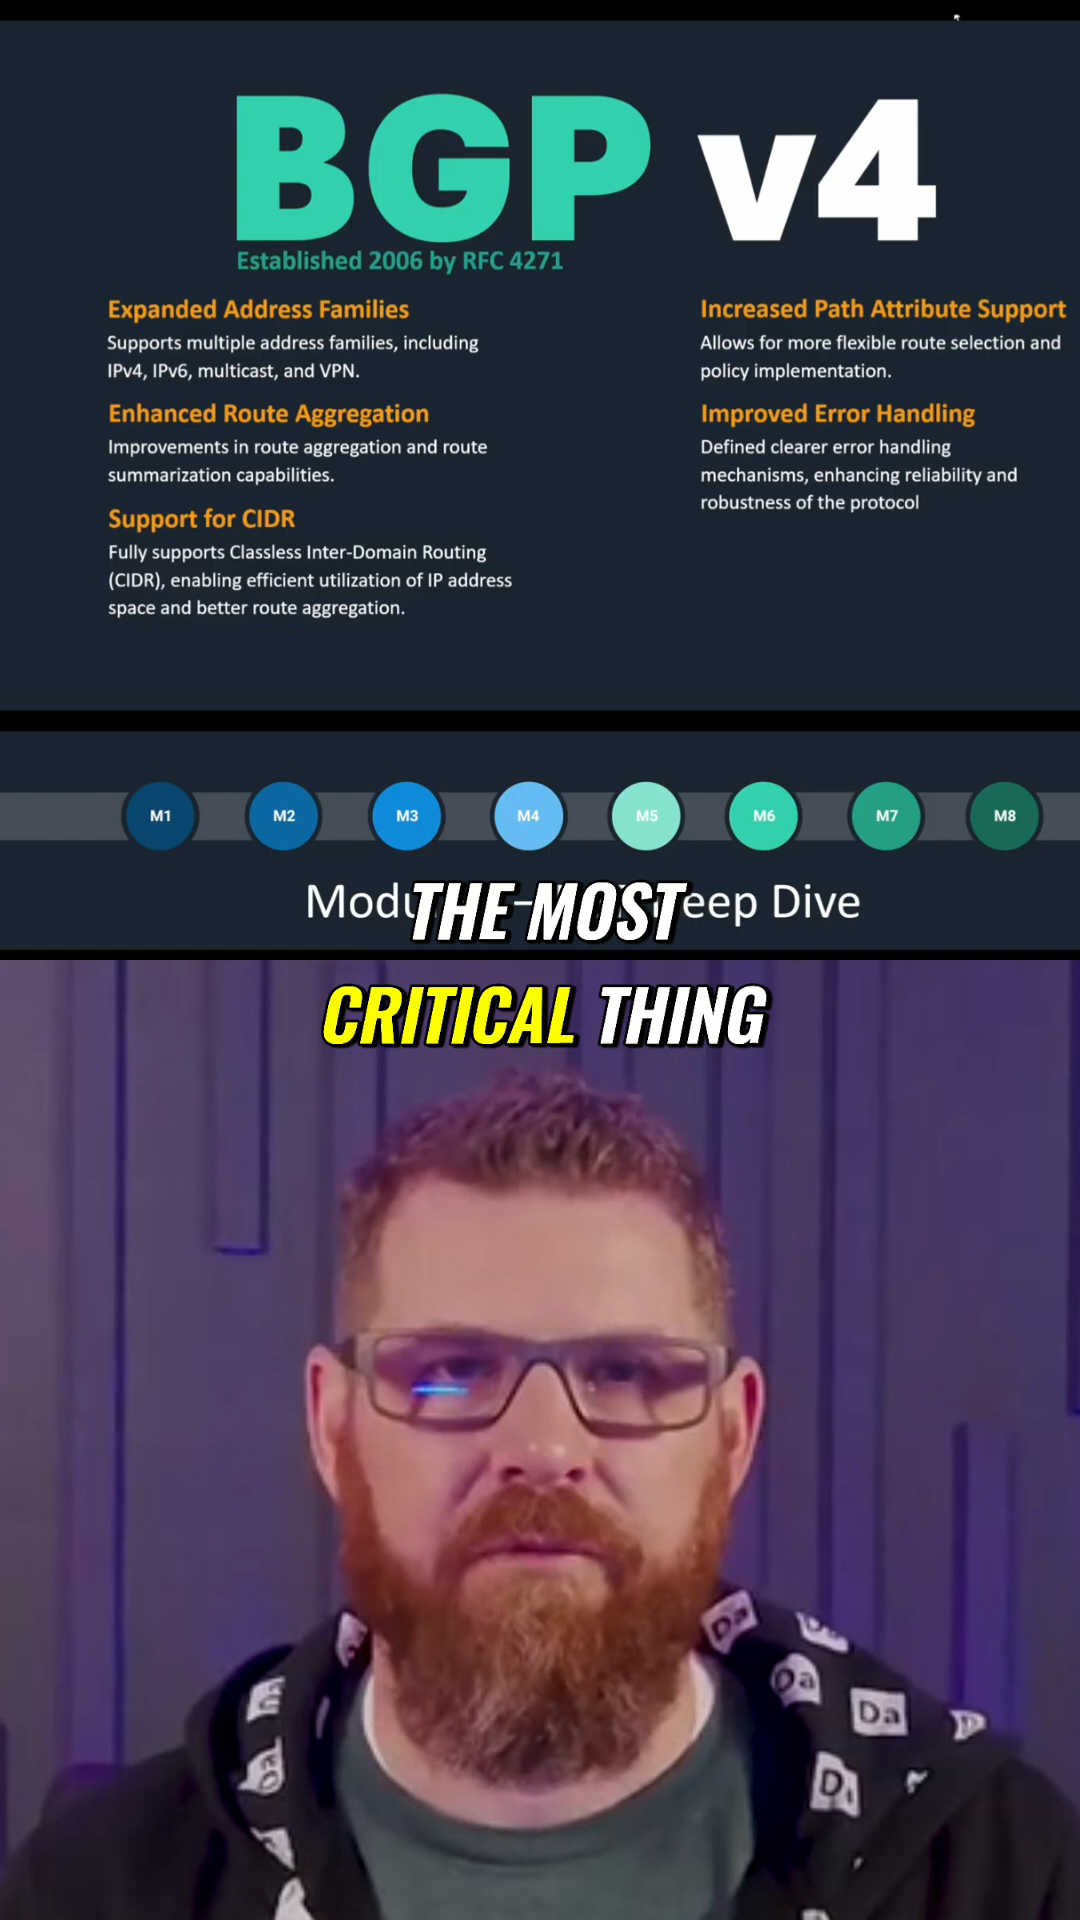 BGP v4
Established 2006 by RFC 4271
Expanded Address Families
Supports multiple address families, including
IPv4, IPv6, multicast, and VPN.
Enhanced Route Aggregation
Improvements in route aggregation and route
summarization capabilities.
Support for CIDR
Fully supports Classless Inter-Domain Routing
(CIDR), enabling efficient utilization of IP address
space and better route aggregation.
Increased Path Attribute Support
Allows for more flexible route selection and
policy implementation.
Improved Error Handling
Defined clearer error handling
mechanisms, enhancing reliability and
robustness of the protocol
M1 M2 M3 M4 M5 M6 M7 M8
Dive
THE MOST
CRITICAL THING
Da
Da
Da